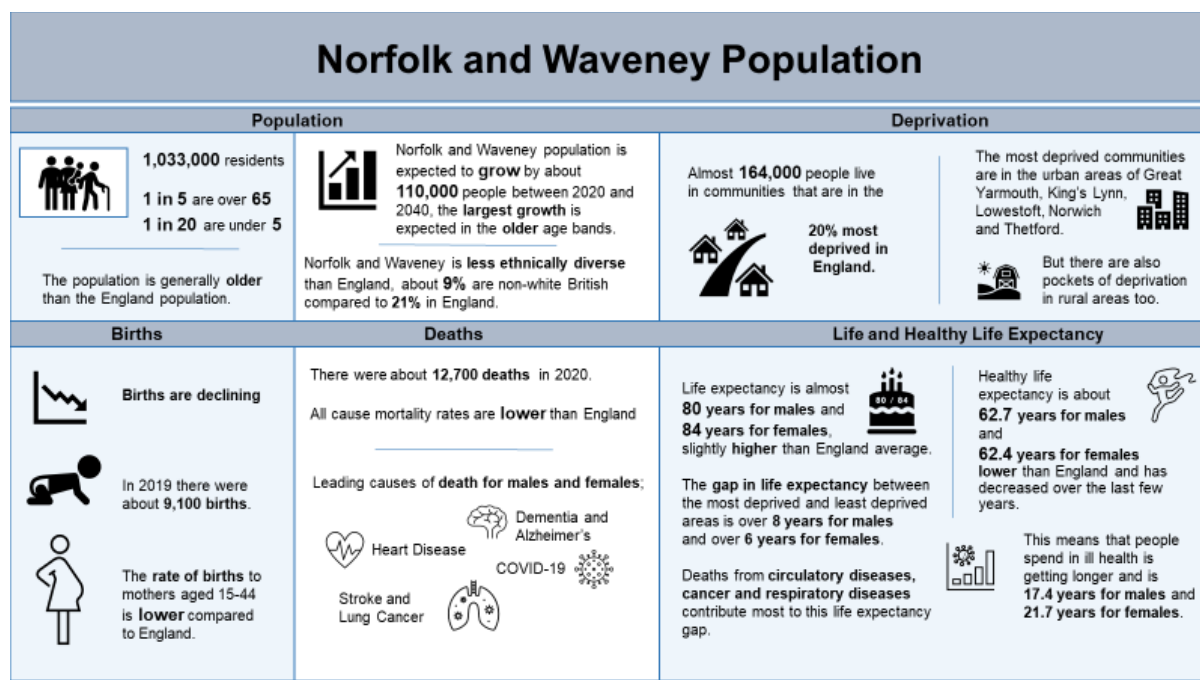 Norfolk and Waveney Population
Population
1,033,000 residents
1 in 5 are over 65
1 in 20 are under 5
The population is generally older
than the England population.
Norfolk and Waveney population is
expected to grow by about
110,000 people between 2020 and
2040, the largest growth is
expected in the older age bands.
Norfolk and Waveney is less ethnically diverse
than England, about 9% are non-white British
compared to 21% in England.
Deprivation
Almost 164,000 people live
in communities that are in the
20% most
deprived in
England.
The most deprived communities
are in the urban areas of Great
Yarmouth, King's Lynn,
Lowestoft, Norwich
and Thetford.
But there are also
pockets of deprivation
in rural areas too.
Births
Births are declining
In 2019 there were
about 9,100 births.
The rate of births to
mothers aged 15-44
is lower compared
to England.
Deaths
There were about 12,700 deaths in 2020.
All cause mortality rates are lower than England
Leading causes of death for males and females;
Dementia and
Alzheimer's
Heart Disease
COVID-19
Stroke and
Lung Cancer
Life and Healthy Life Expectancy
Life expectancy is almost
80 years for males and
84 years for females,
slightly higher than England average.
80 / 84
The gap in life expectancy between
the most deprived and least deprived
areas is over 8 years for males
and over 6 years for females.
Deaths from circulatory diseases,
cancer and respiratory diseases
contribute most to this life expectancy
gap.
Healthy life
expectancy is about
62.7 years for males
and
62.4 years for females
lower than England and has
decreased over the last few
years.
This means that people
spend in ill health is
getting longer and is
17.4 years for males and
21.7 years for females.